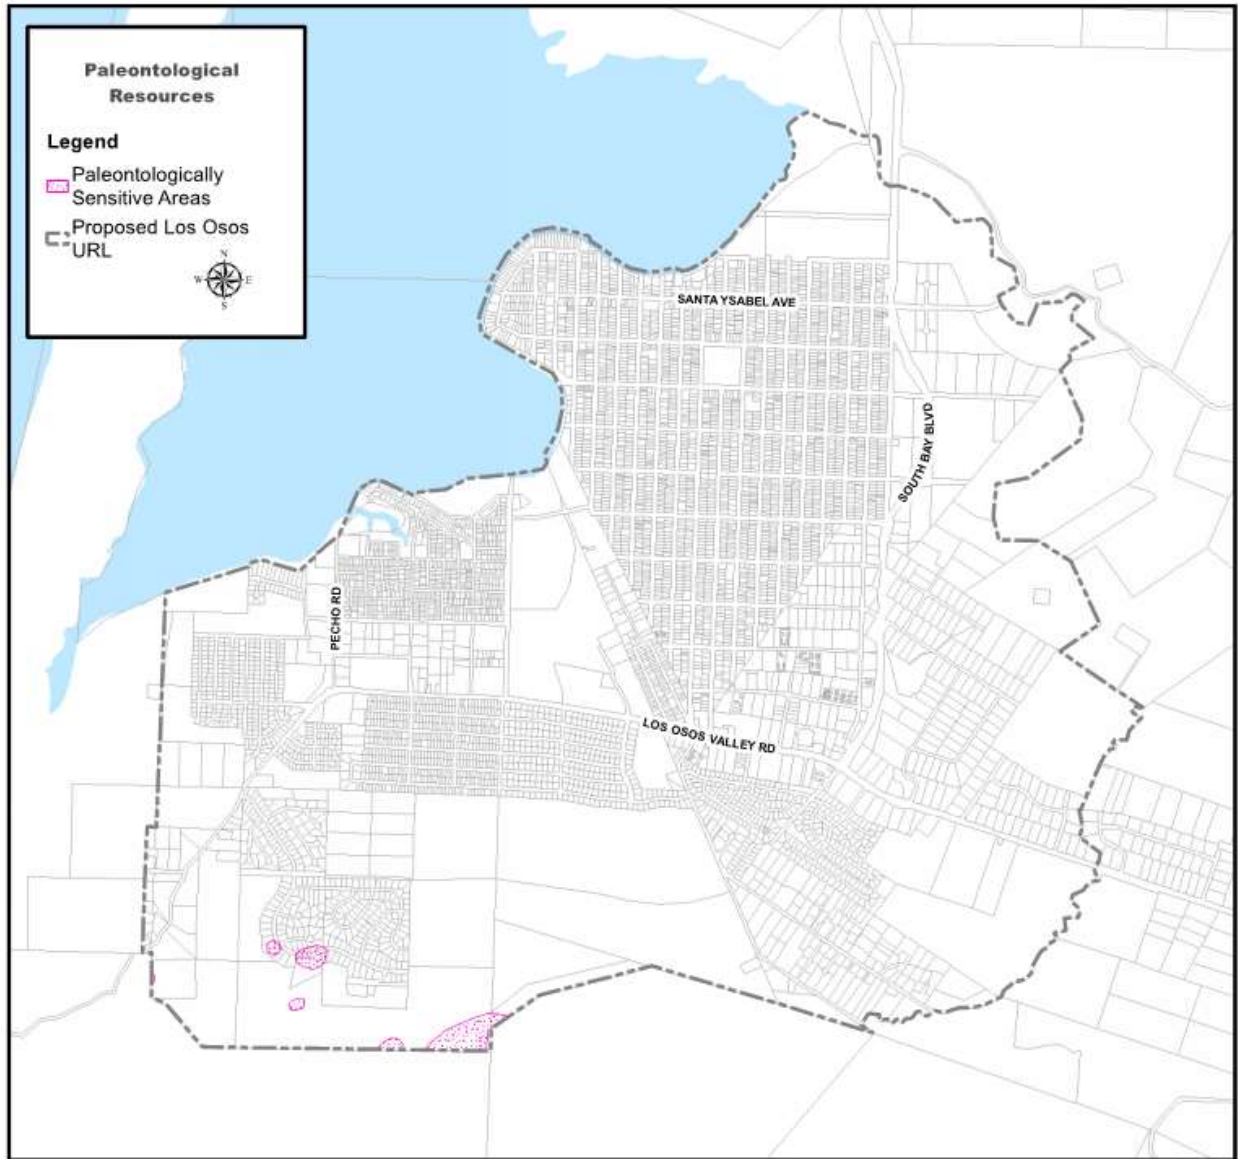 Paleontological
Resources
Legend
Paleontologically
Sensitive Areas
Proposed Los Osos
URL
N
W E
S
SANTA YSABEL AVE
SOUTH BAY BLVD
PECHO RD
LOS OSOS VALLEY RD